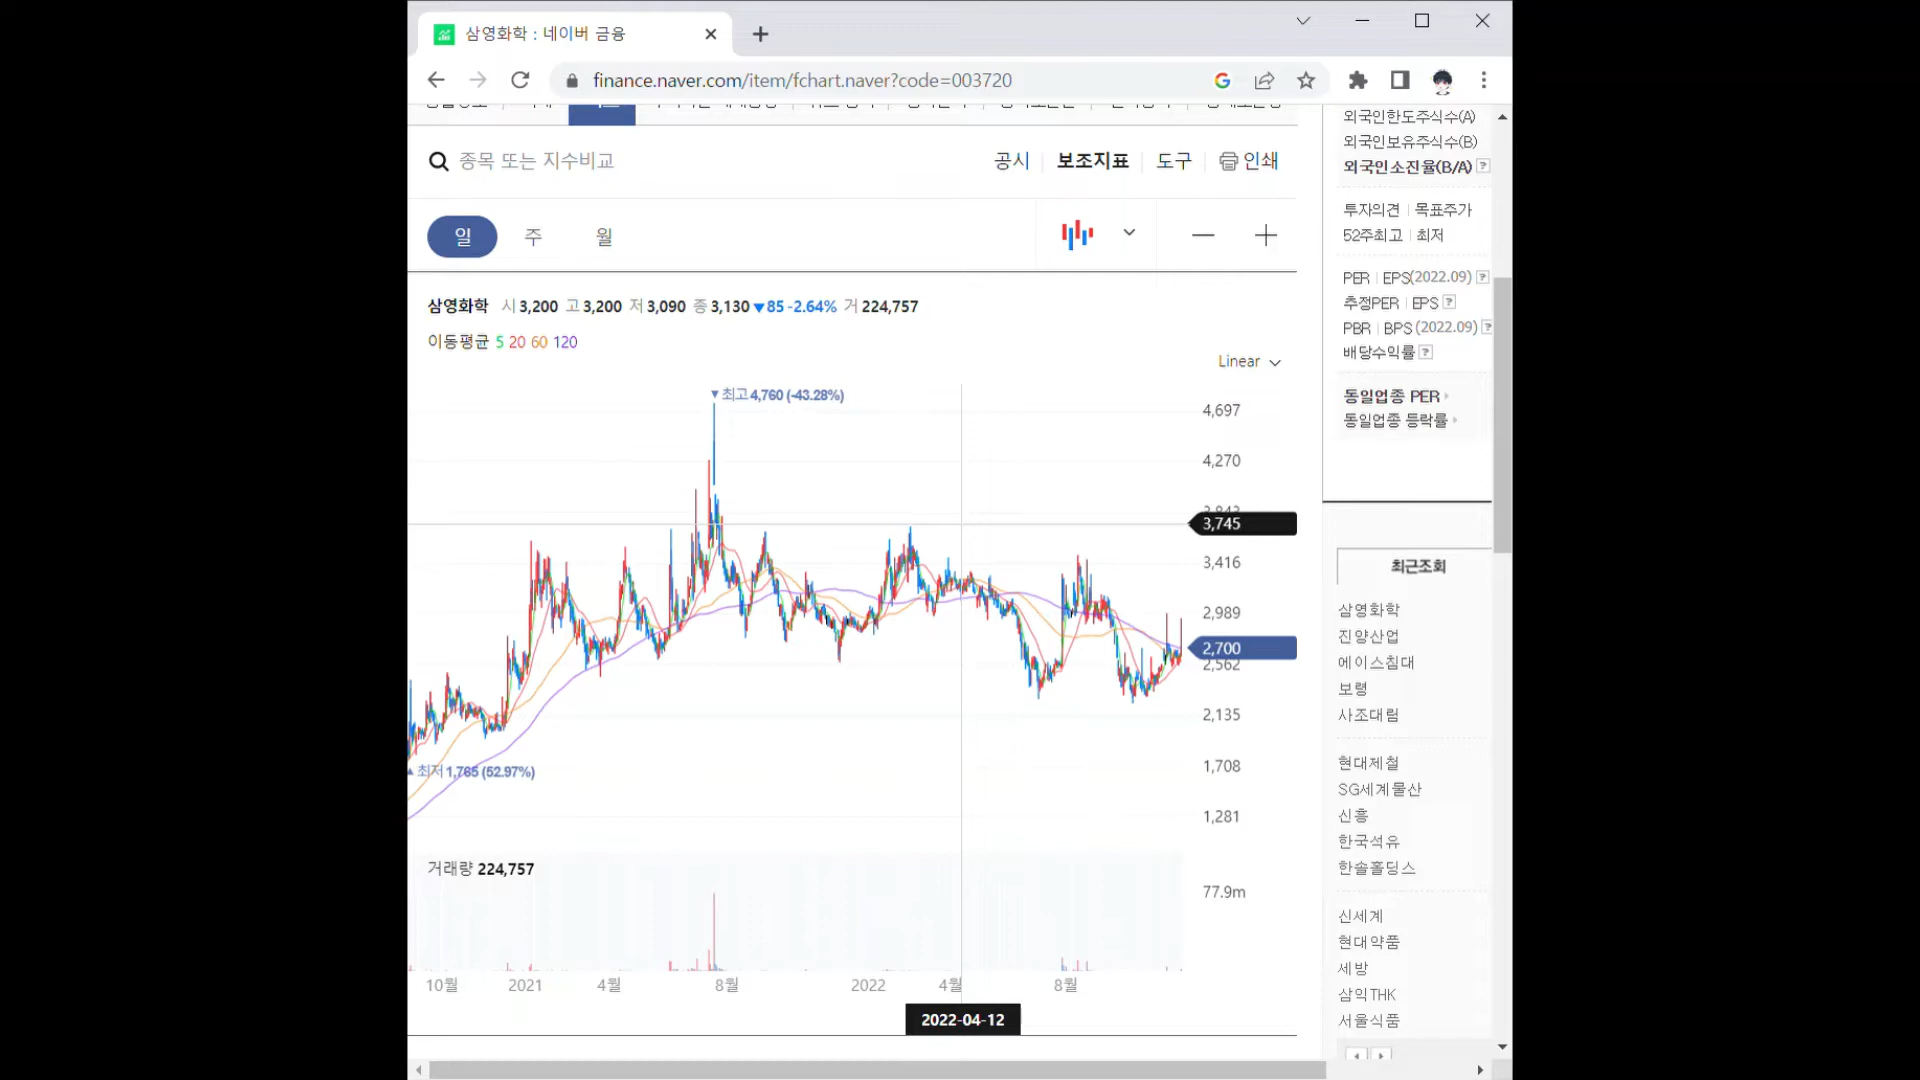 삼영화학 : 네이버 금융
finance.naver.com/item/fchart.naver?code=003720
종목 또는 지수비교
공시 보조지표 도구 인쇄
일 주 월
삼영화학 시 3,200 고 3,200 저 3,090 종 3,130 ▼85 -2.64% 거 224,757
이동평균 5 20 60 120
Linear
▼최고 4,760 (-43.28%)
4,697
4,270
3,745
3,416
2,989
2,700
2,562
2,135
1,708
1,281
▲최저 1,765 (52.97%)
거래량 224,757
77.9m
10월 2021 4월 8월 2022 4월 8월
2022-04-12
외국인한도주식수(A)
외국인보유주식수(B)
외국인소진율(B/A) ?
투자의견 | 목표주가
52주최고 | 최저
PER | EPS(2022.09) ?
추정PER | EPS ?
PBR | BPS (2022.09) ?
배당수익률 ?
동일업종 PER
동일업종 등락률
최근조회
삼영화학
진양산업
에이스침대
보령
사조대림
현대제철
SG세계물산
신흥
한국석유
한솔홀딩스
신세계
현대약품
세방
삼익THK
서울식품